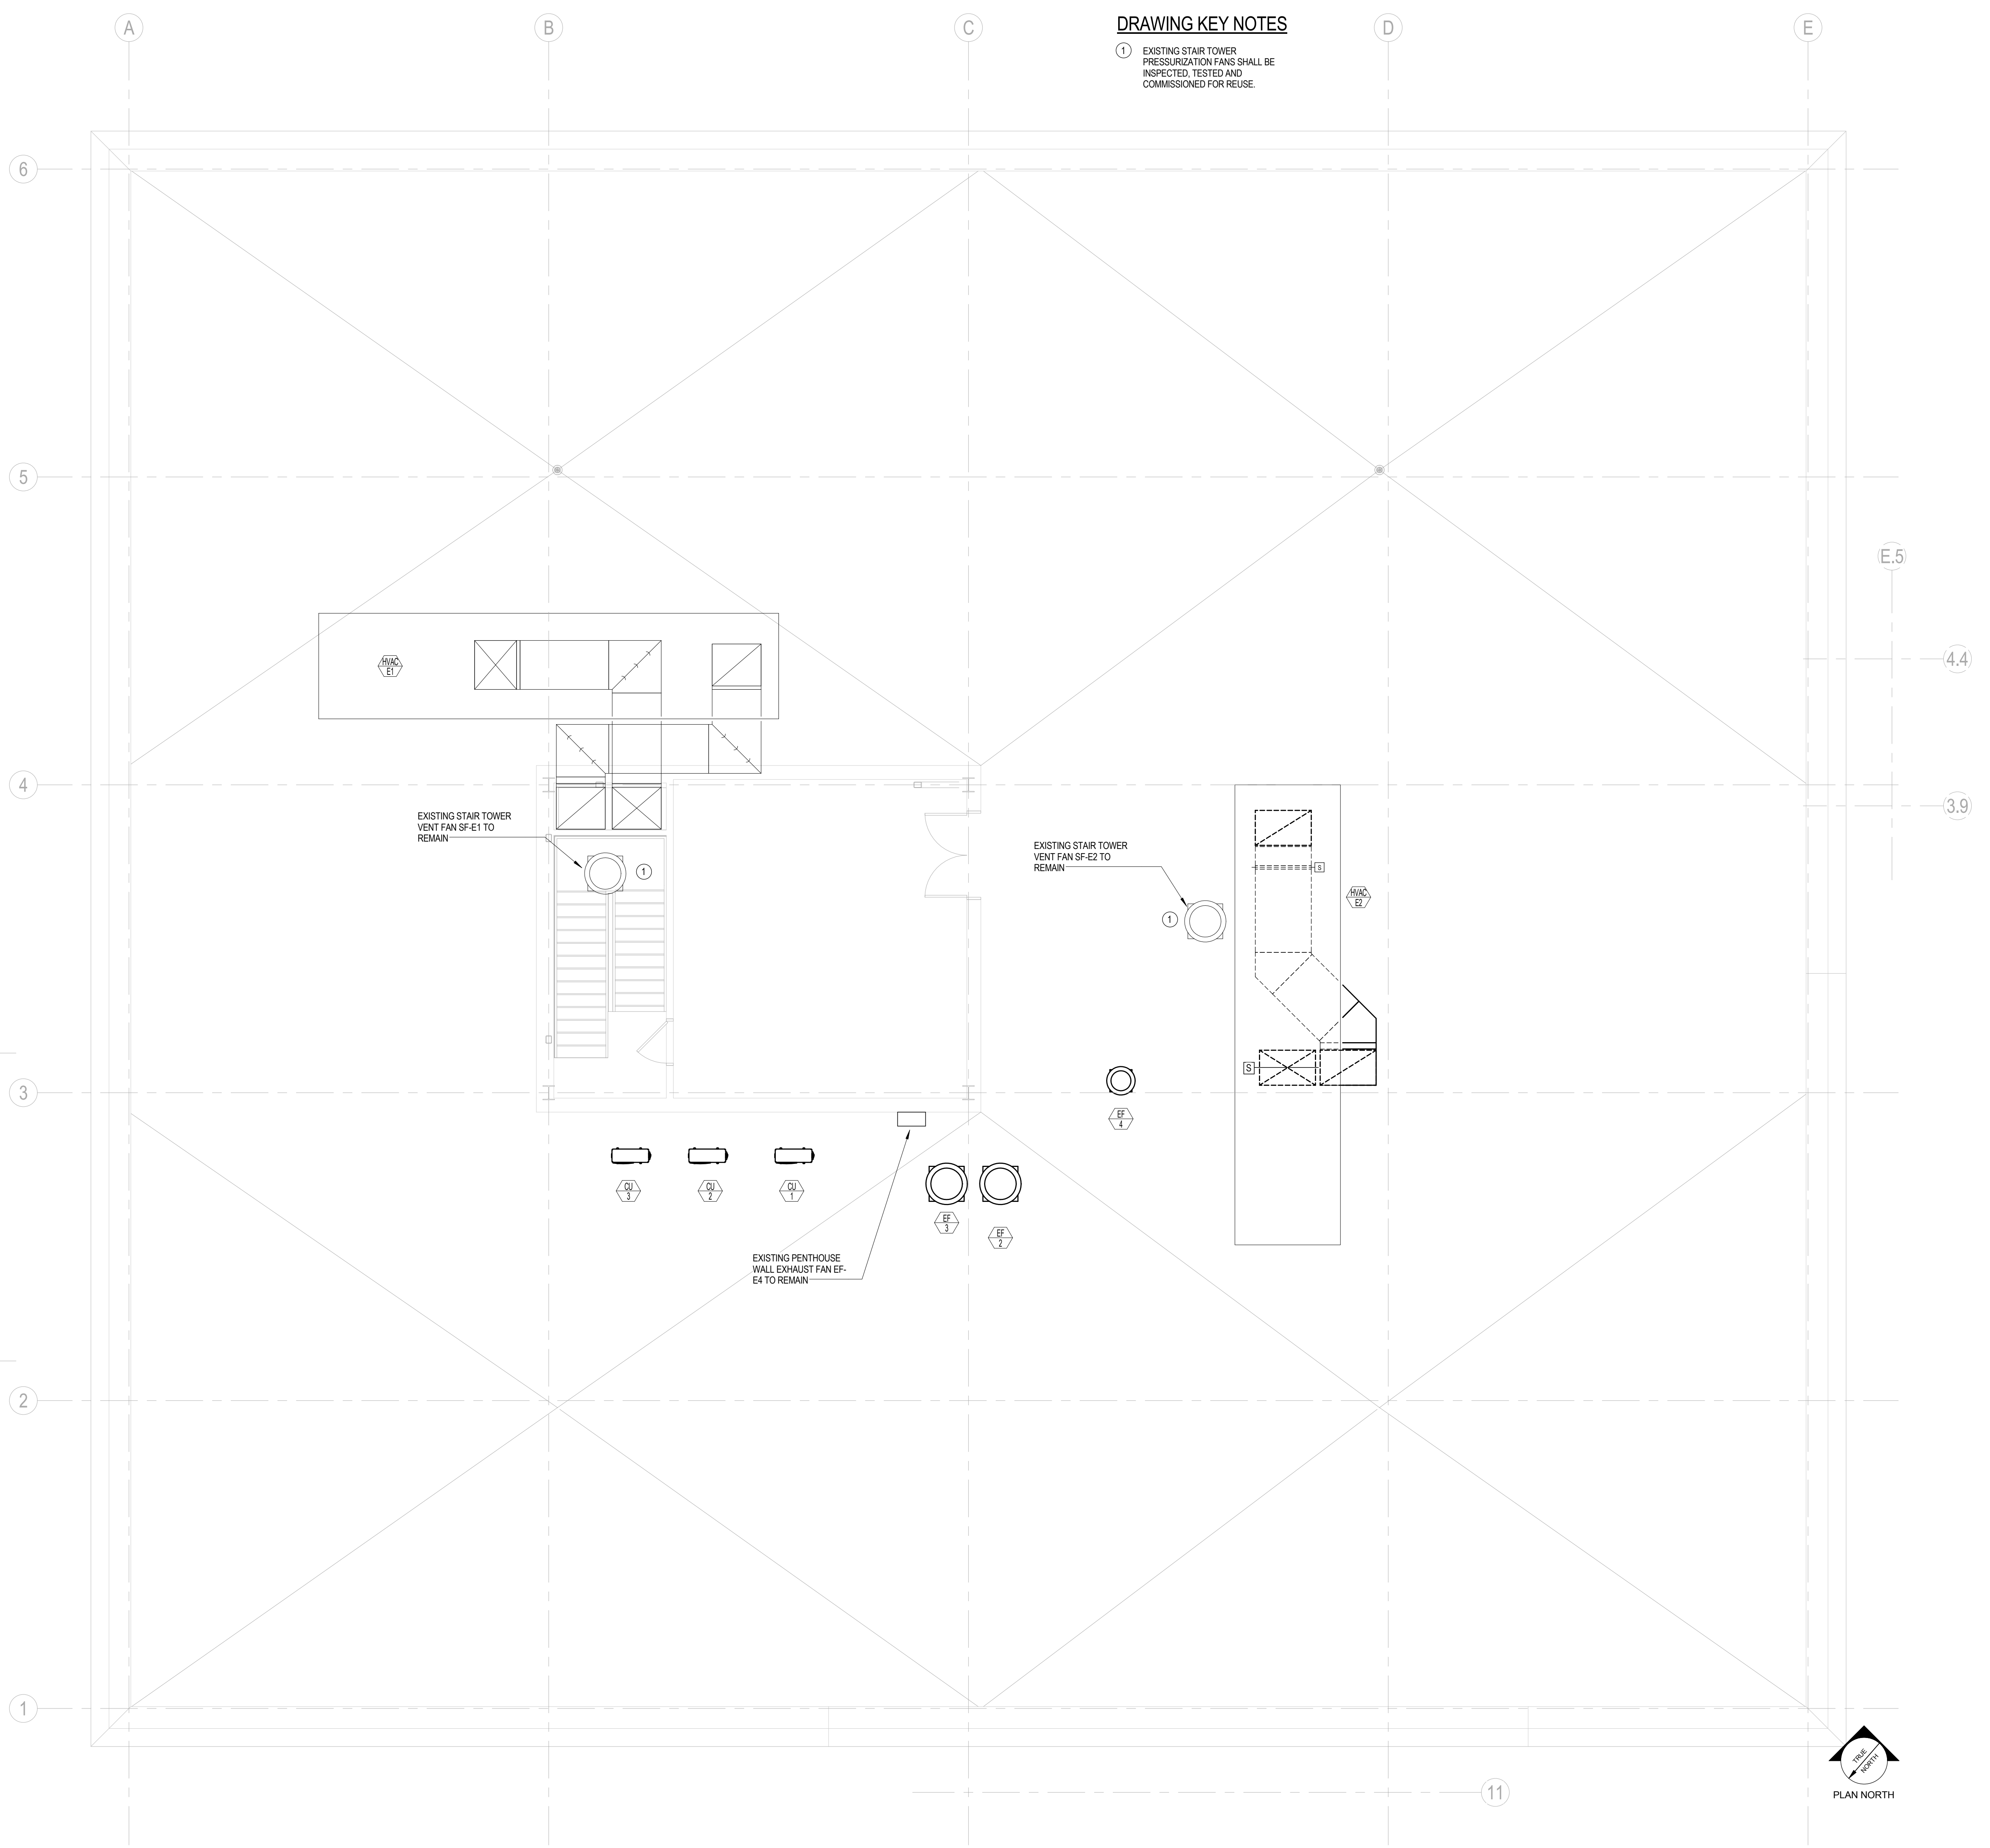 A
B
C
D
E
DRAWING KEY NOTES
1
EXISTING STAIR TOWER
PRESSURIZATION FANS SHALL BE
INSPECTED, TESTED AND
COMMISSIONED FOR REUSE.
6
5
E.5
4.4
HVAC
E1
4
3.9
EXISTING STAIR TOWER
VENT FAN SF-E1 TO
REMAIN
1
EXISTING STAIR TOWER
VENT FAN SF-E2 TO
REMAIN
1
S
HVAC
E2
S
3
EF
4
CU
3
CU
2
CU
1
EF
3
EF
2
EXISTING PENTHOUSE
WALL EXHAUST FAN EF-
E4 TO REMAIN
2
1
11
TRUE
NORTH
PLAN NORTH